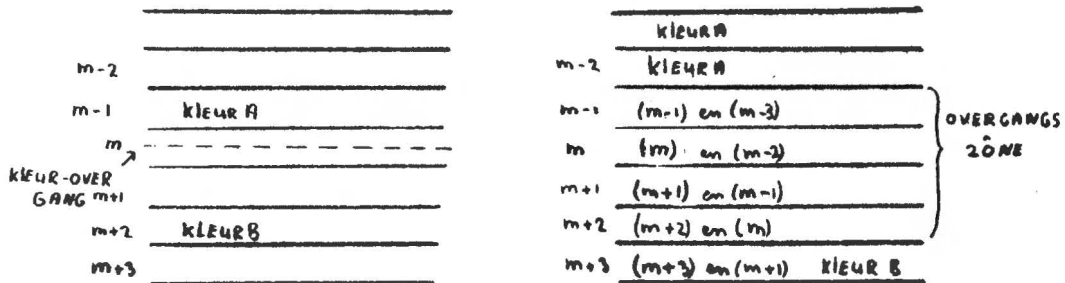 m-2
m-1 KLEUR A
m
KLEUR-OVER
GANG m+1
m+2 KLEUR B
m+3
KLEUR A
m-2 KLEUR A
m-1 (m-1) en (m-3)
m (m) en (m-2)
m+1 (m+1) en (m-1)
m+2 (m+2) en (m)
m+3 (m+3) en (m+1) KLEUR B
OVERGANGS
ZÔNE